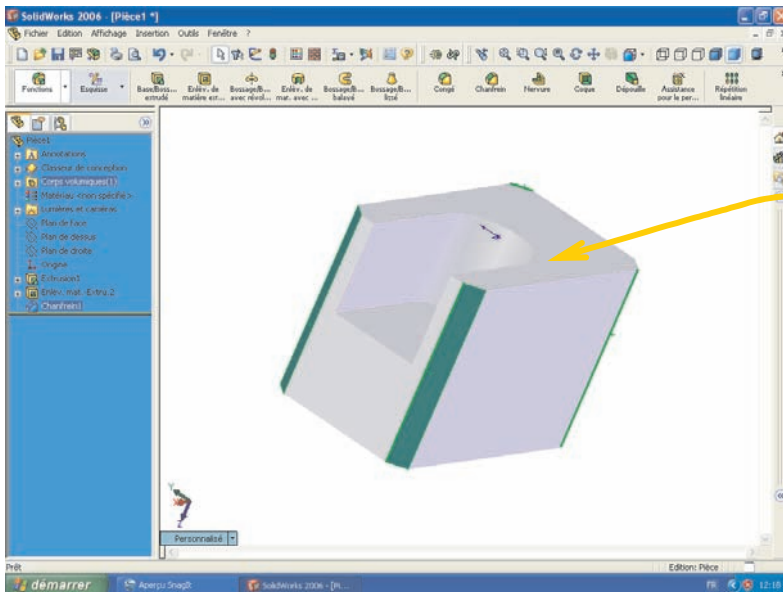 SolidWorks 2006 - [Pièce1 *]
Fichier Edition Affichage Insertion Outils Fenêtre ?
Fonctions Esquisse Base/Boss... extrudé Enlèv. de matière ext... Bossage/B... avec révol... Enlèv. de mat. avec ... Bossage/B... balayé Bossage/B... lissé Congé Chanfrein Nervure Coque Dépouille Assistance pour le per... Répétition linéaire
Pièce1
Annotations
Classeur de conception
Corps volumiques(1)
Matériau <non spécifié>
Lumières et caméras
Plan de face
Plan de dessus
Plan de droite
Origine
Extrusion1
Enlèv. mat.-Extru.2
Chanfrein1
Y
Z
Personnalisé
Prêt
Edition: Pièce
démarrer Aperçu SnagIt SolidWorks 2006 - [Pi... FR 12:18